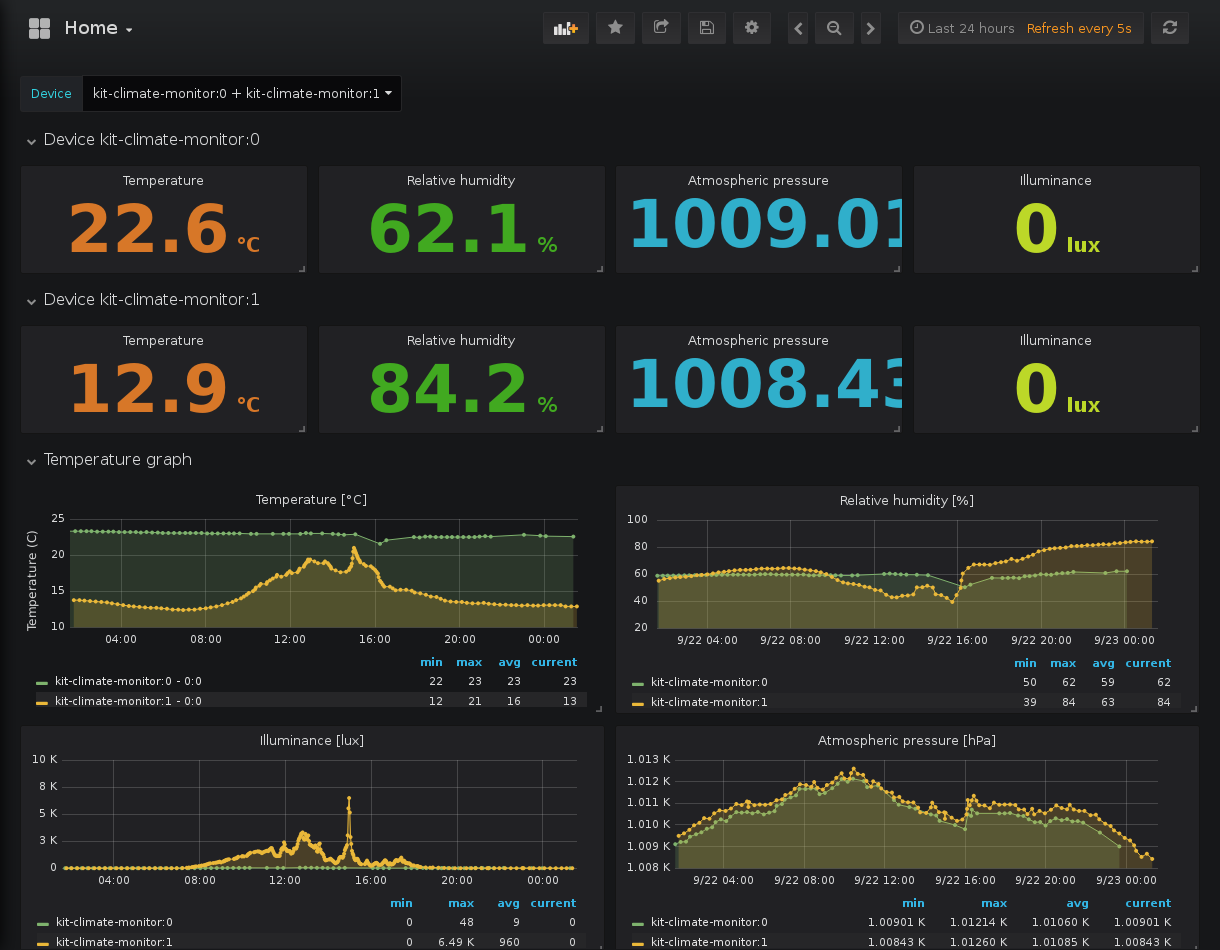 Home
Last 24 hours Refresh every 5s
Device kit-climate-monitor:0 + kit-climate-monitor:1
Device kit-climate-monitor:0
Temperature Relative humidity Atmospheric pressure Illuminance
22.6 °C 62.1 % 1009.01 0 lux
Device kit-climate-monitor:1
Temperature Relative humidity Atmospheric pressure Illuminance
12.9 °C 84.2 % 1008.43 0 lux
Temperature graph
Temperature [°C]
Temperature (C)
25
20
15
10
04:00 08:00 12:00 16:00 20:00 00:00
min max avg current
kit-climate-monitor:0 - 0:0 22 23 23 23
kit-climate-monitor:1 - 0:0 12 21 16 13
Relative humidity [%]
100
80
60
40
20
9/22 04:00 9/22 08:00 9/22 12:00 9/22 16:00 9/22 20:00 9/23 00:00
min max avg current
kit-climate-monitor:0 50 62 59 62
kit-climate-monitor:1 39 84 63 84
Illuminance [lux]
10 K
8 K
5 K
3 K
0
04:00 08:00 12:00 16:00 20:00 00:00
min max avg current
kit-climate-monitor:0 0 48 9 0
kit-climate-monitor:1 0 6.49 K 960 0
Atmospheric pressure [hPa]
1.013 K
1.012 K
1.011 K
1.010 K
1.009 K
1.008 K
9/22 04:00 9/22 08:00 9/22 12:00 9/22 16:00 9/22 20:00 9/23 00:00
min max avg current
kit-climate-monitor:0 1.00901 K 1.01214 K 1.01060 K 1.00901 K
kit-climate-monitor:1 1.00843 K 1.01260 K 1.01085 K 1.00843 K